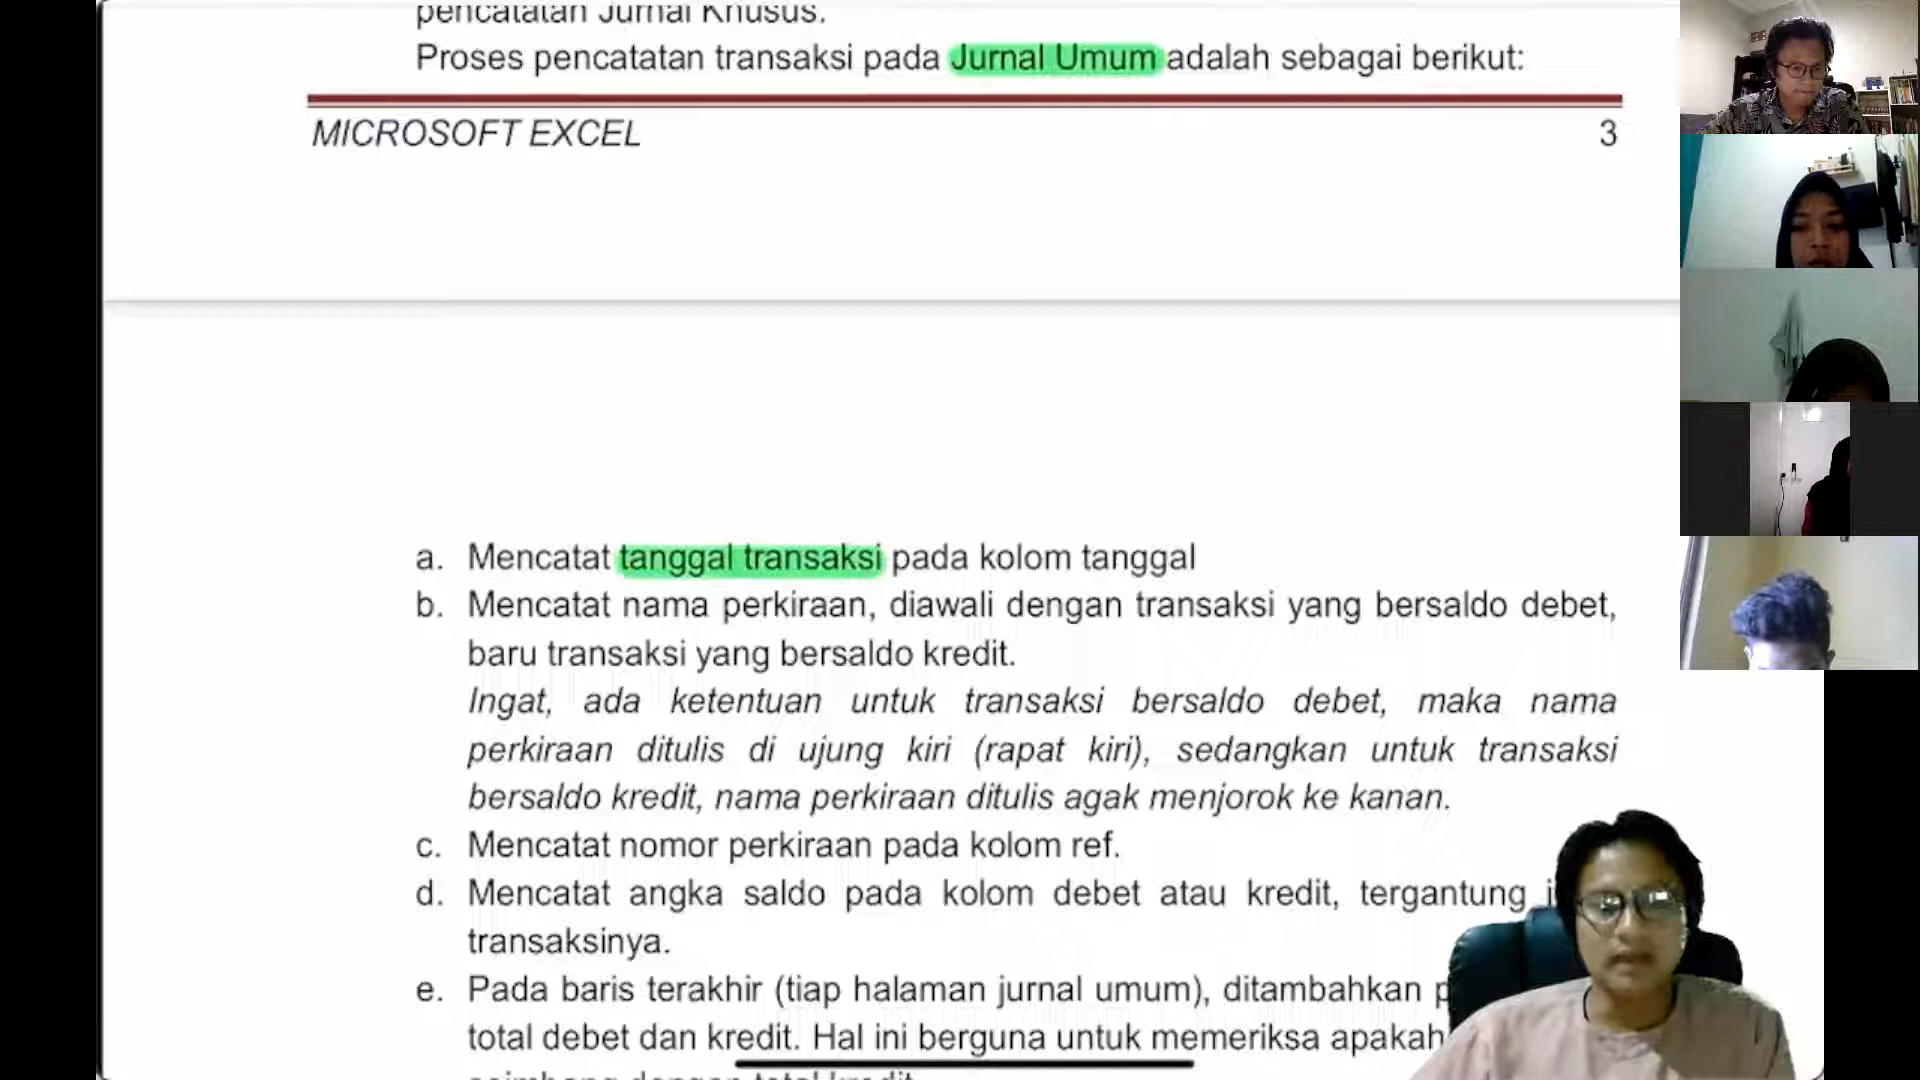 pencatatan Jurnal Khusus.
Proses pencatatan transaksi pada Jurnal Umum adalah sebagai berikut:
MICROSOFT EXCEL 3
a. Mencatat tanggal transaksi pada kolom tanggal
b. Mencatat nama perkiraan, diawali dengan transaksi yang bersaldo debet,
baru transaksi yang bersaldo kredit.
Ingat, ada ketentuan untuk transaksi bersaldo debet, maka nama
perkiraan ditulis di ujung kiri (rapat kiri), sedangkan untuk transaksi
bersaldo kredit, nama perkiraan ditulis agak menjorok ke kanan.
c. Mencatat nomor perkiraan pada kolom ref.
d. Mencatat angka saldo pada kolom debet atau kredit, tergantung
transaksinya.
e. Pada baris terakhir (tiap halaman jurnal umum), ditambahkan
total debet dan kredit. Hal ini berguna untuk memeriksa apakah
seimbang dengan total kredit